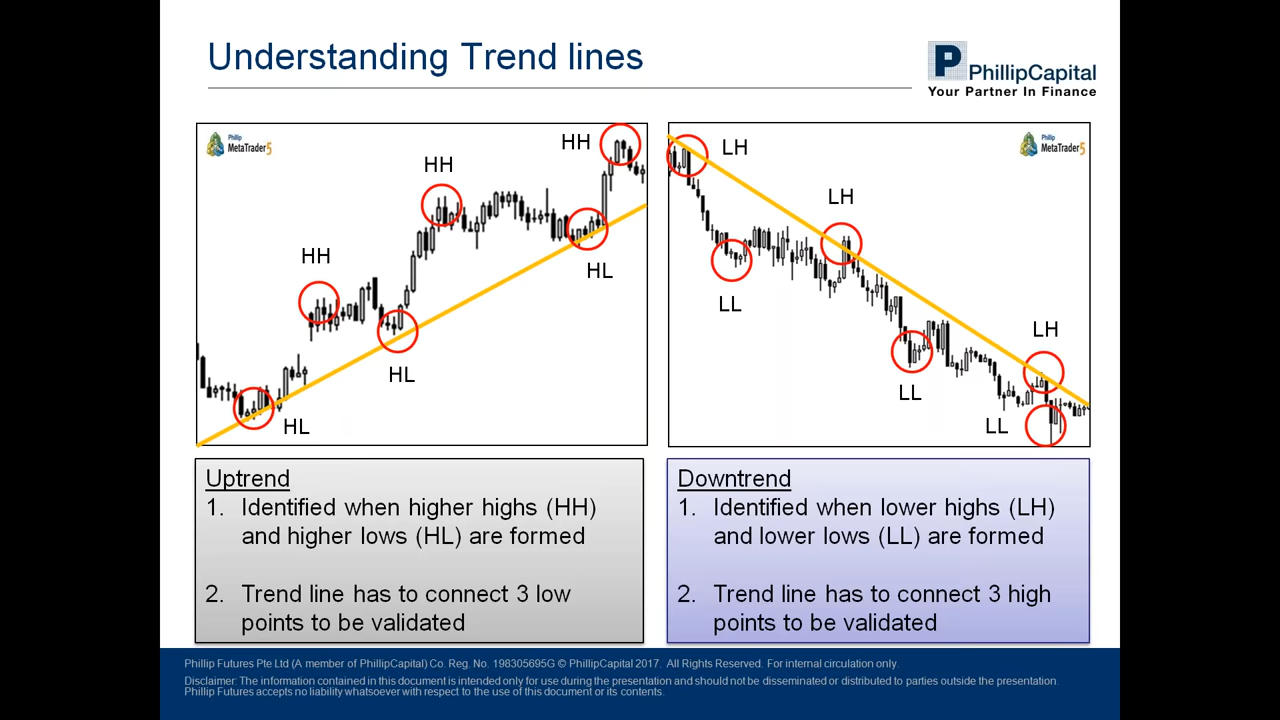 Understanding Trend lines
P
PhillipCapital
Your Partner In Finance
Phillip
MetaTrader 5
HH
HH
HH
HL
HL
HL
Phillip
MetaTrader 5
LH
LH
LL
LH
LL
LL
Uptrend
1. Identified when higher highs (HH)
and higher lows (HL) are formed
2. Trend line has to connect 3 low
points to be validated
Downtrend
1. Identified when lower highs (LH)
and lower lows (LL) are formed
2. Trend line has to connect 3 high
points to be validated
Phillip Futures Pte Ltd (A member of PhillipCapital) Co. Reg. No. 198305695G © PhillipCapital 2017. All Rights Reserved. For internal circulation only.
Disclaimer: The information contained in this document is intended only for use during the presentation and should not be disseminated or distributed to parties outside the presentation.
Phillip Futures accepts no liability whatsoever with respect to the use of this document or its contents.